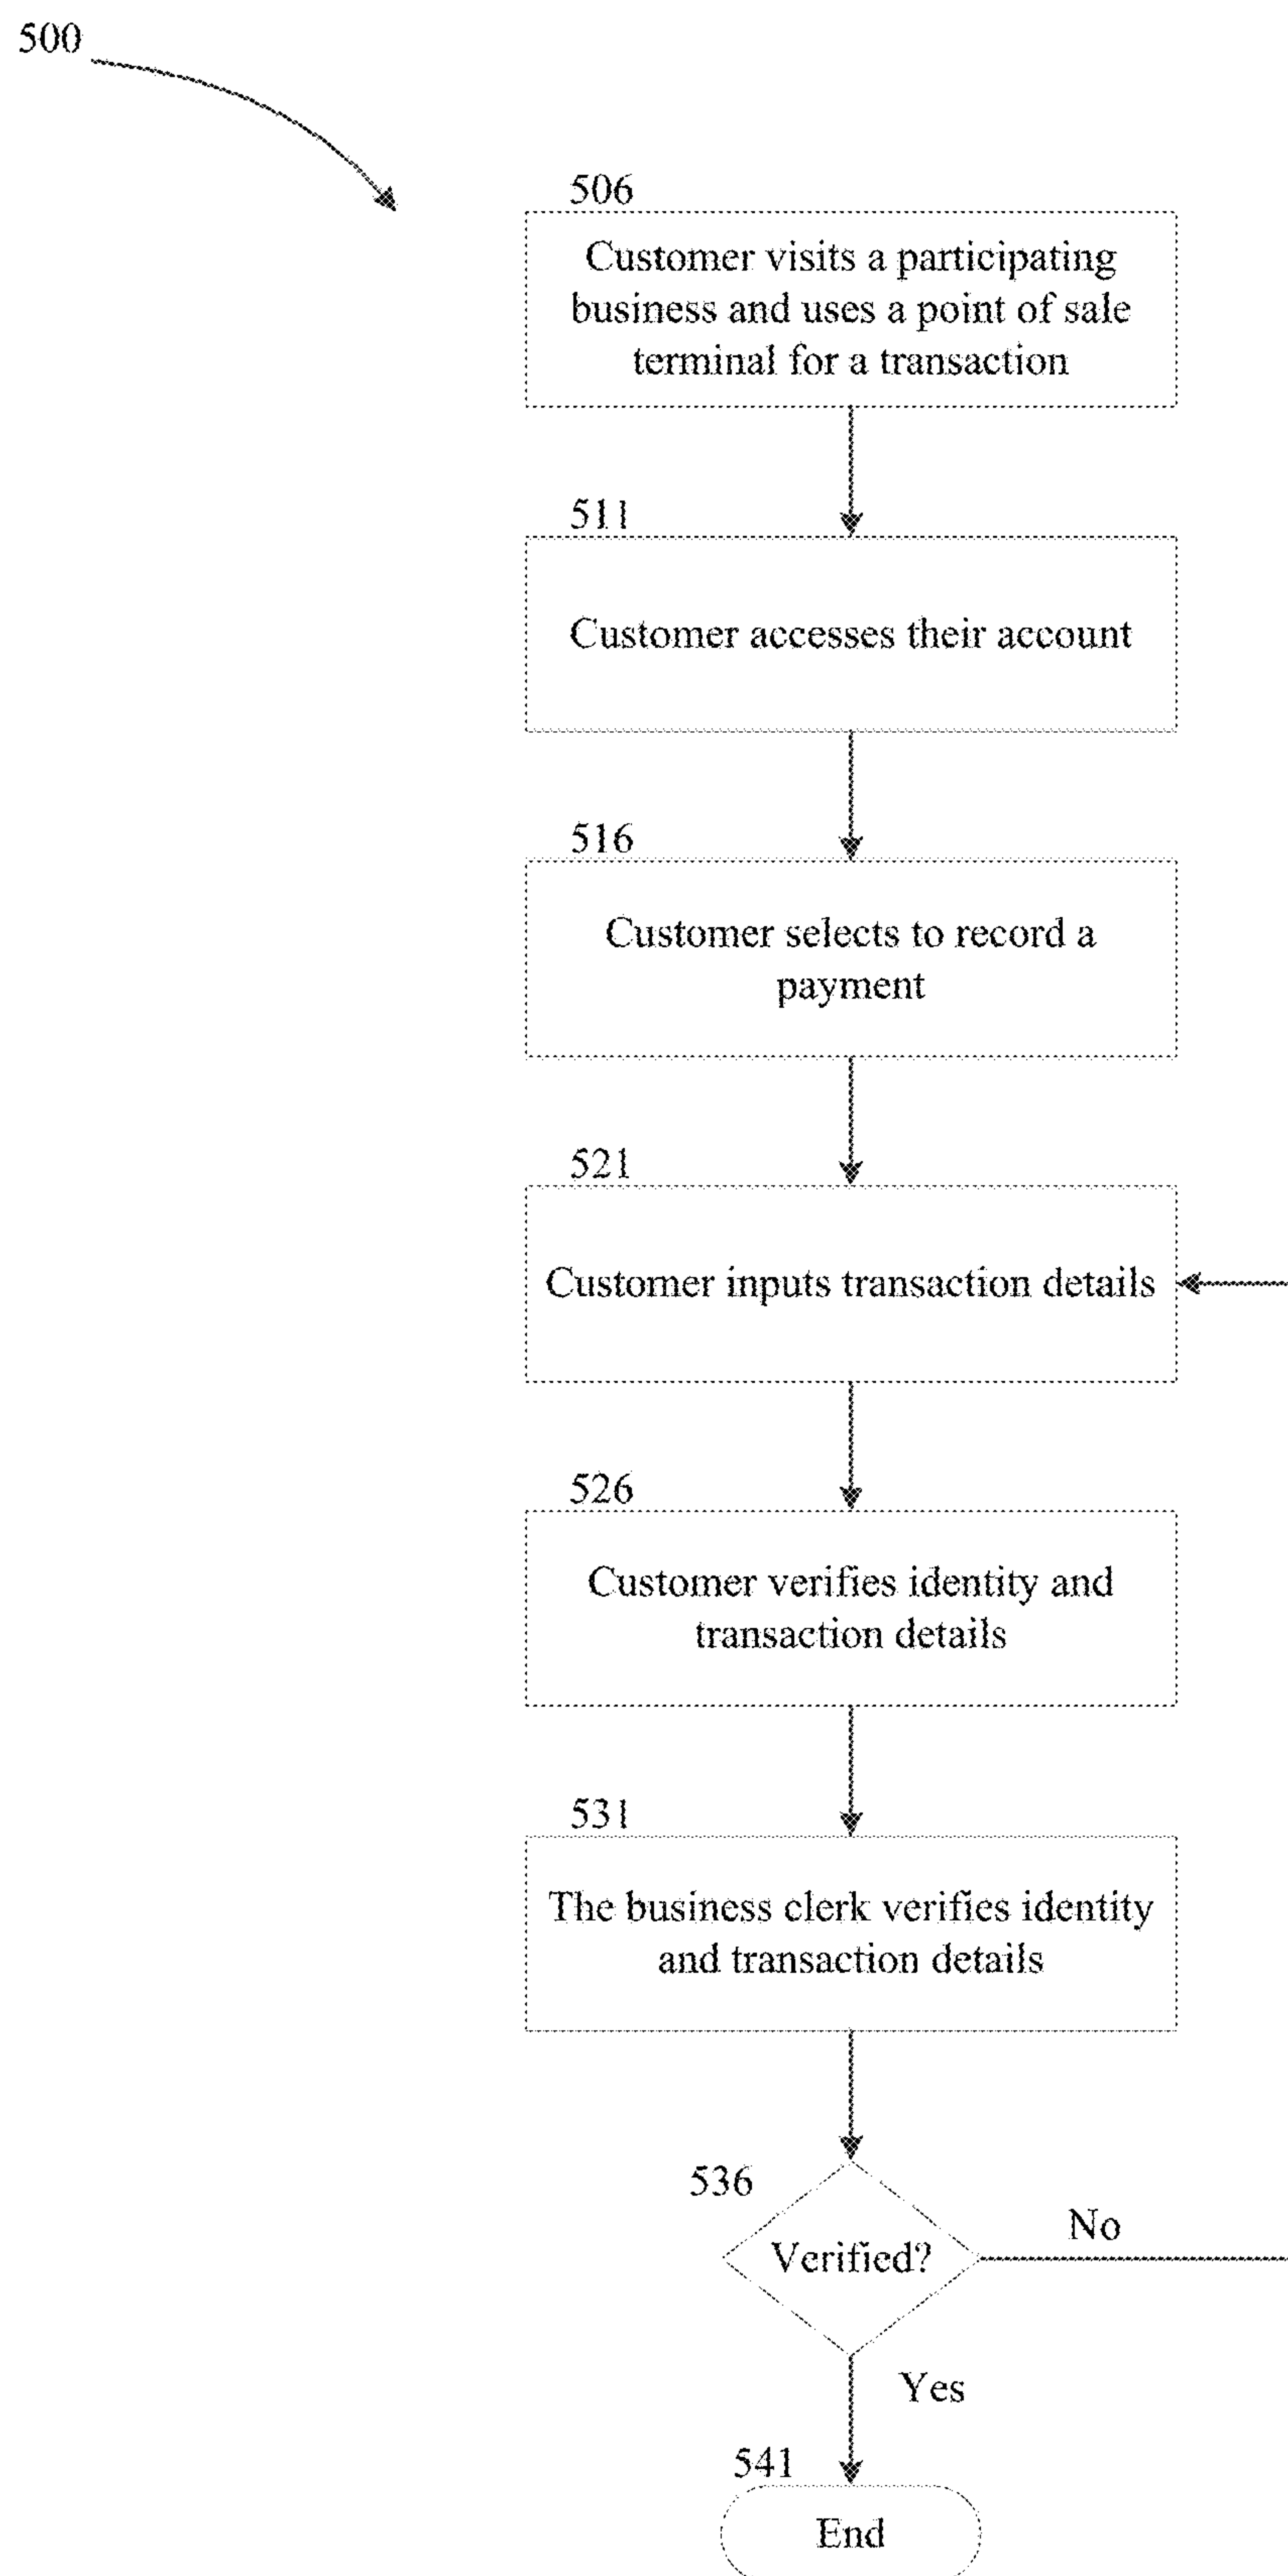 500
506
Customer visits a participating
business and uses a point of sale
terminal for a transaction
511
Customer accesses their account
516
Customer selects to record a
payment
521
Customer inputs transaction details
526
Customer verifies identity and
transaction details
531
The business clerk verifies identity
and transaction details
536
Verified?
No
Yes
541
End